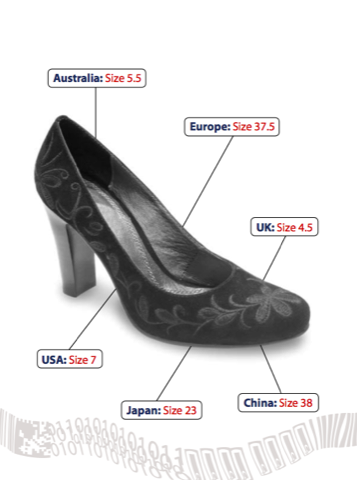 Australia: Size 5.5
Europe: Size 37.5
UK: Size 4.5
USA: Size 7
Japan: Size 23
China: Size 38